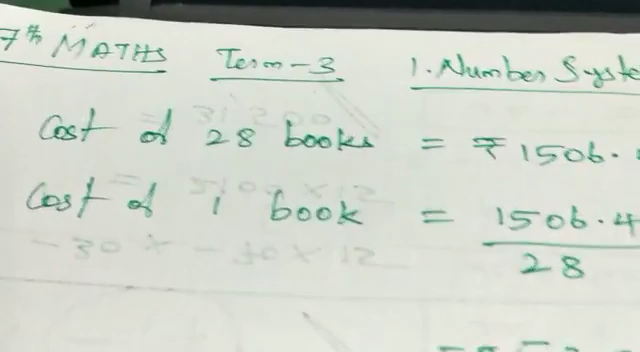 7th MATHS Term-3 1. Number Syste
Cost of 28 books = ₹ 1506.
Cost of 1 book = 1506.4
28